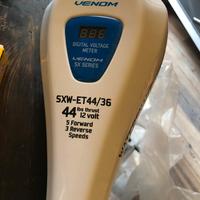 VENOM
886
DIGITAL VOLTAGE
METER
VENOM
SX SERIES
SXW-ET44/36
44 lbs thrust
12 volt
5 Forward
3 Reverse
Speeds